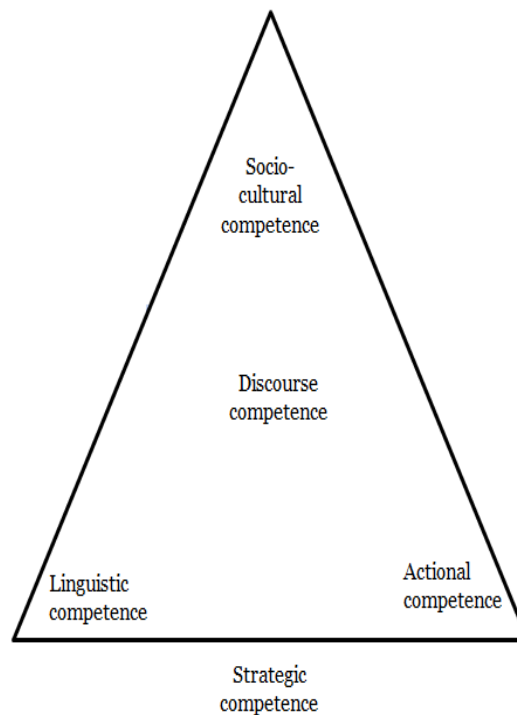 Socio-
cultural
competence
Discourse
competence
Linguistic
competence
Actional
competence
Strategic
competence